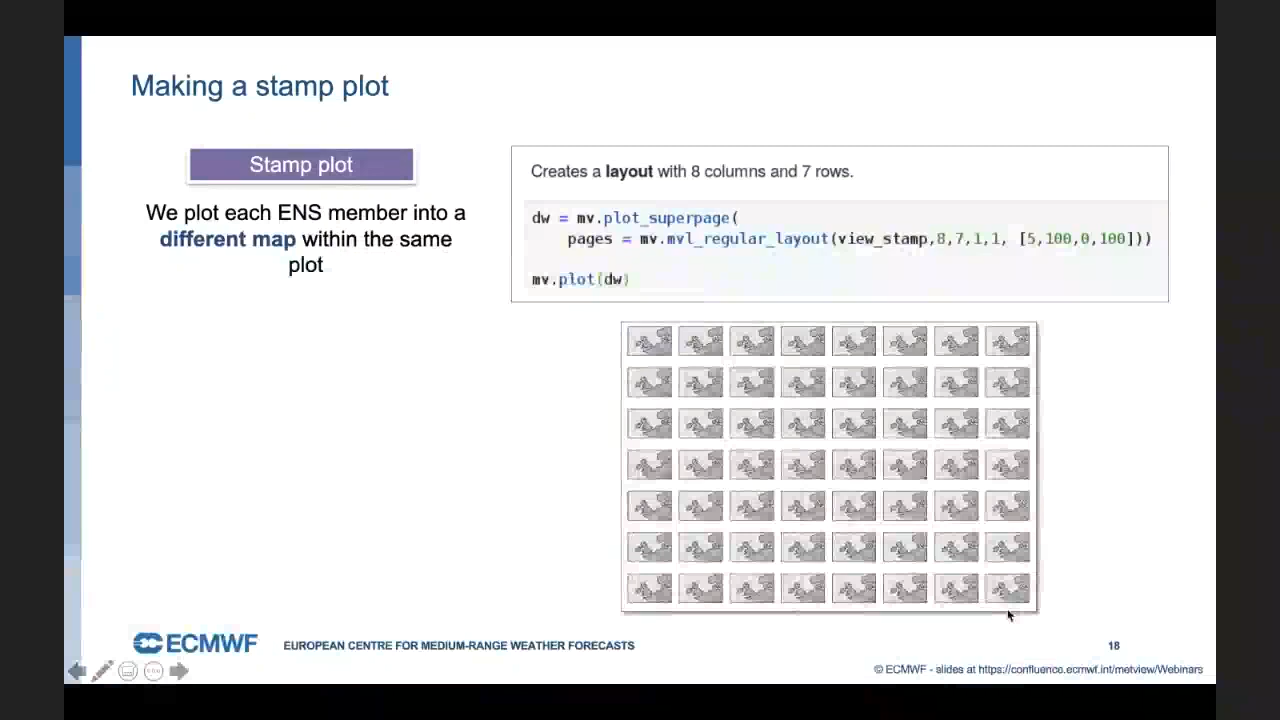 Making a stamp plot
Stamp plot
We plot each ENS member into a
different map within the same
plot
Creates a layout with 8 columns and 7 rows.
dw = mv.plot_superpage(
pages = mv.mvl_regular_layout(view_stamp,8,7,1,1, [5,100,0,100]))
mv.plot(dw)
ECMWF
EUROPEAN CENTRE FOR MEDIUM-RANGE WEATHER FORECASTS
18
© ECMWF - slides at https://confluence.ecmwf.int/metview/Webinars